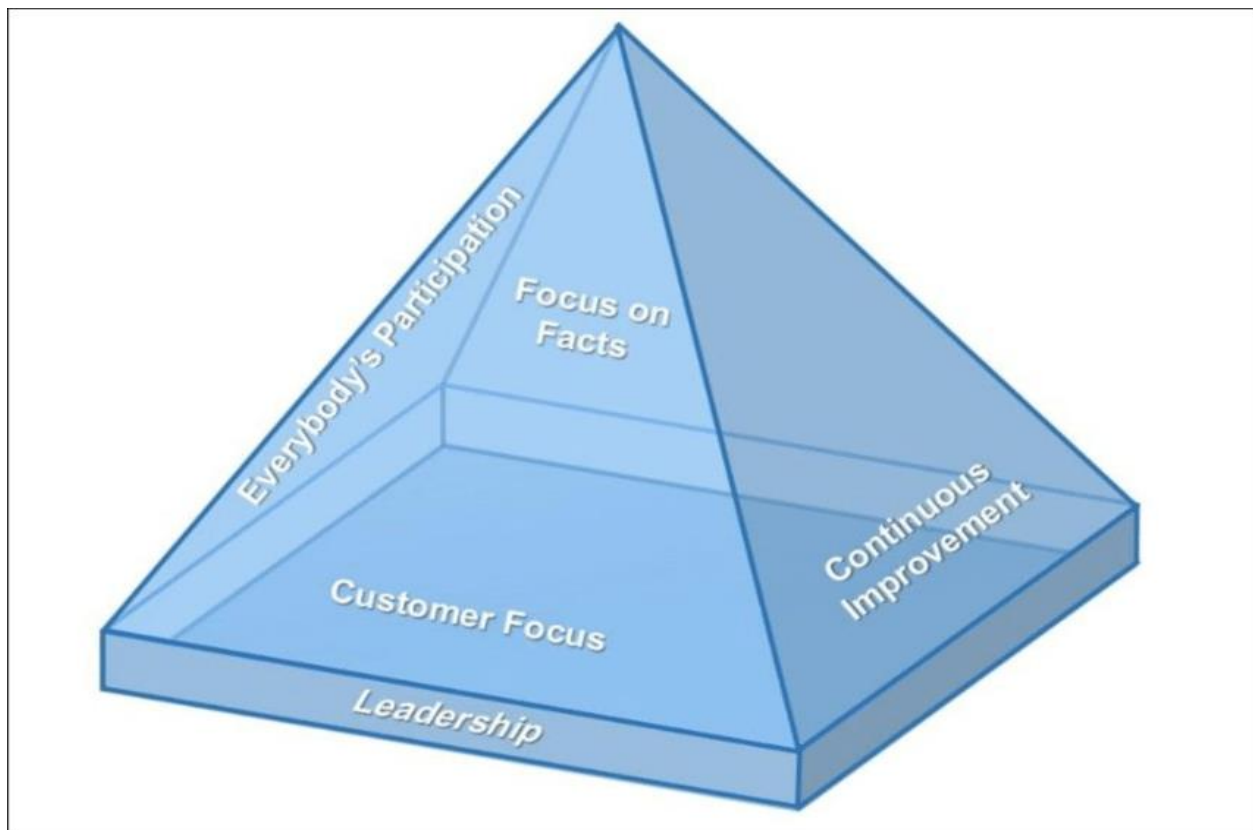 Everybody's Participation
Focus on
Facts
Continuous
Improvement
Customer Focus
Leadership